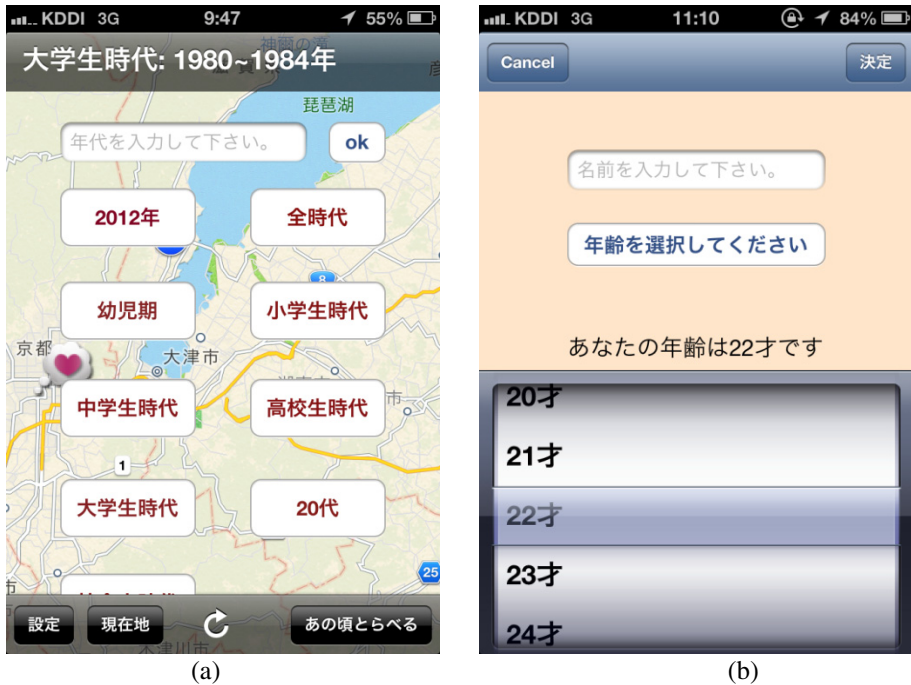 KDDI 3G 9:47 55%
大学生時代: 1980~1984年
琵琶湖
年代を入力して下さい。 ok
2012年 全時代
8
幼児期 小学生時代
京都
大津市
市
中学生時代 高校生時代
1
大学生時代 20代
25
設定 現在地 あの頃とらべる
木津川市
(a)
KDDI 3G 11:10 84%
Cancel 決定
名前を入力して下さい。
年齢を選択してください
あなたの年齢は22才です
20才
21才
22才
23才
24才
(b)